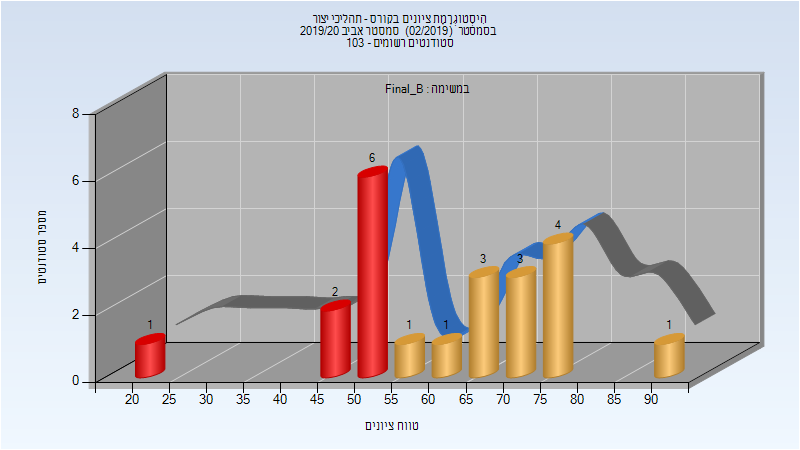 היסטוגרמת ציונים בקורס - תהליכי יצור
בסמסטר (02/2019) סמסטר אביב 2019/20
סטודנטים רשומים - 103
במשימה : Final_B
מספר סטודנטים
8
6
4
2
0
1
2
6
1
1
3
3
4
1
20 25 30 35 40 45 50 55 60 65 70 75 80 85 90
טווח ציונים